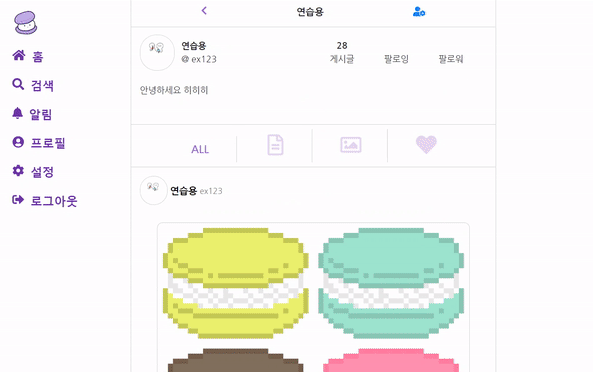 홈
검색
알림
프로필
설정
로그아웃
연습용
연습용
@ ex123
28
게시글
팔로잉
팔로워
안녕하세요 히히히
ALL
연습용 ex123